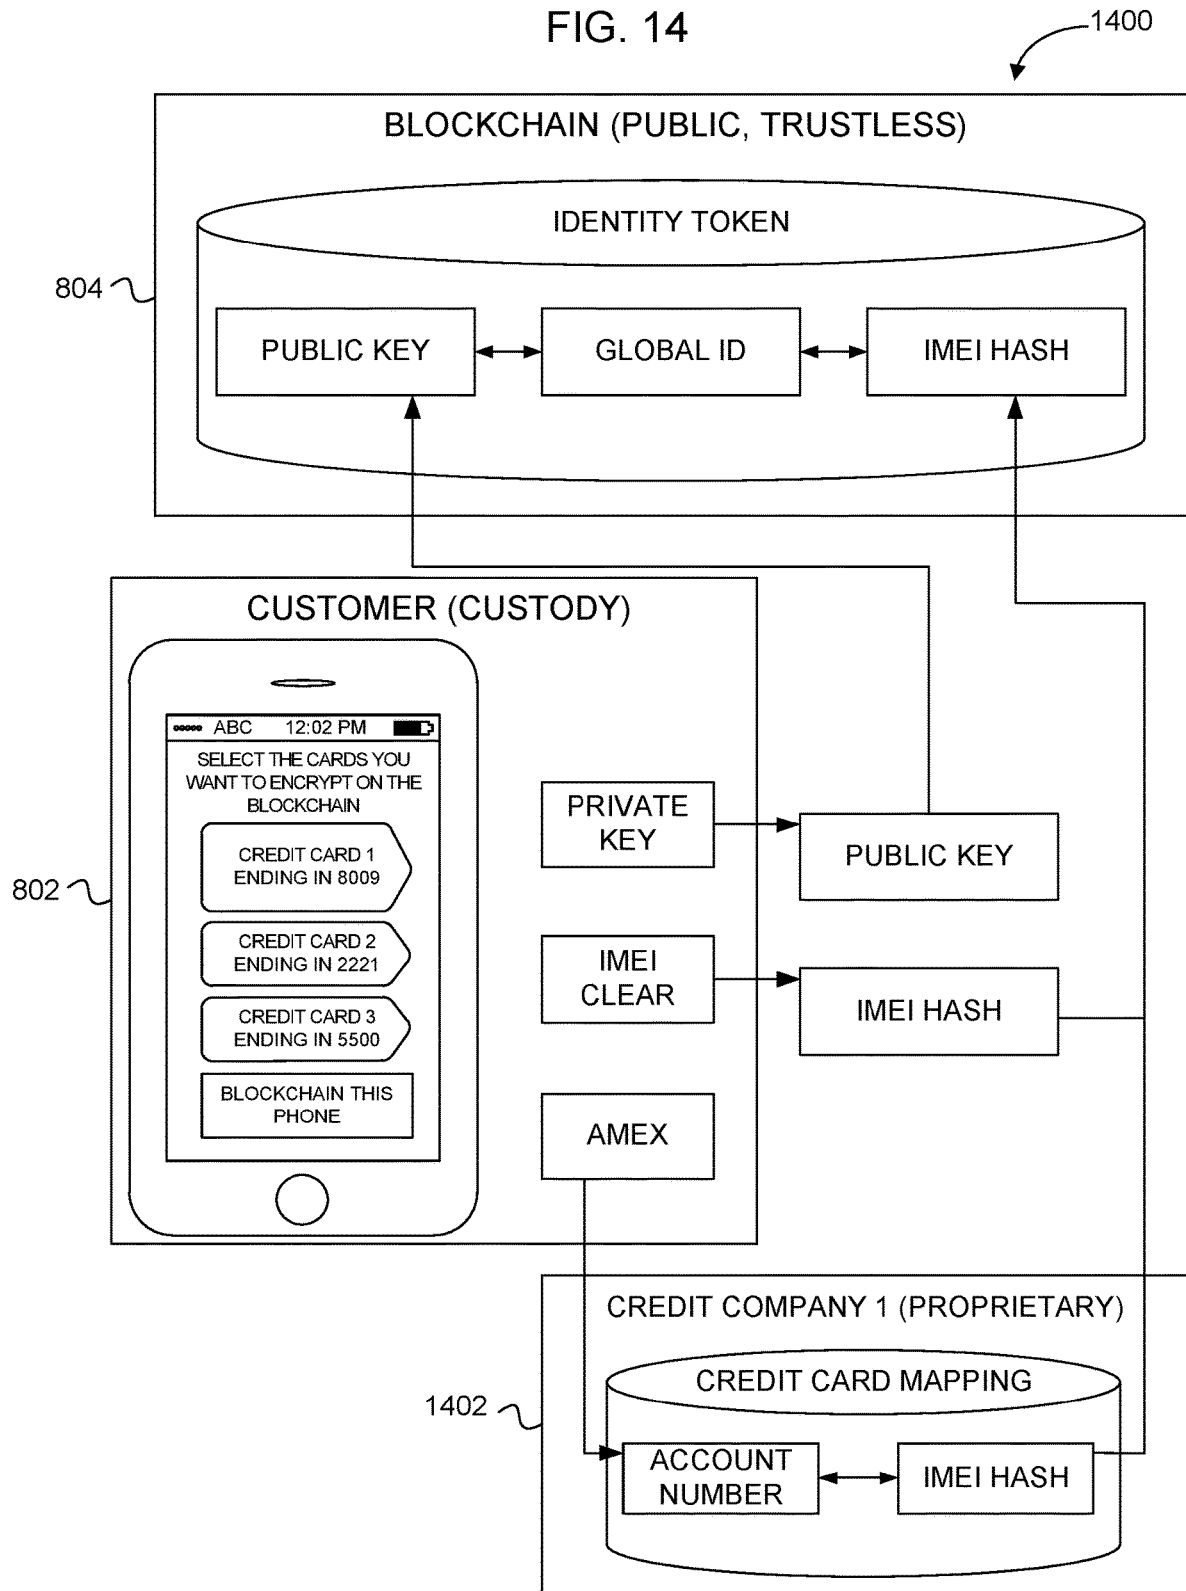 FIG. 14
1400
BLOCKCHAIN (PUBLIC, TRUSTLESS)
IDENTITY TOKEN
804
PUBLIC KEY
GLOBAL ID
IMEI HASH
CUSTOMER (CUSTODY)
ABC 12:02 PM
SELECT THE CARDS YOU
WANT TO ENCRYPT ON THE
BLOCKCHAIN
CREDIT CARD 1
ENDING IN 8009
802
CREDIT CARD 2
ENDING IN 2221
CREDIT CARD 3
ENDING IN 5500
BLOCKCHAIN THIS
PHONE
PRIVATE
KEY
PUBLIC KEY
IMEI
CLEAR
IMEI HASH
AMEX
CREDIT COMPANY 1 (PROPRIETARY)
CREDIT CARD MAPPING
1402
ACCOUNT
NUMBER
IMEI HASH